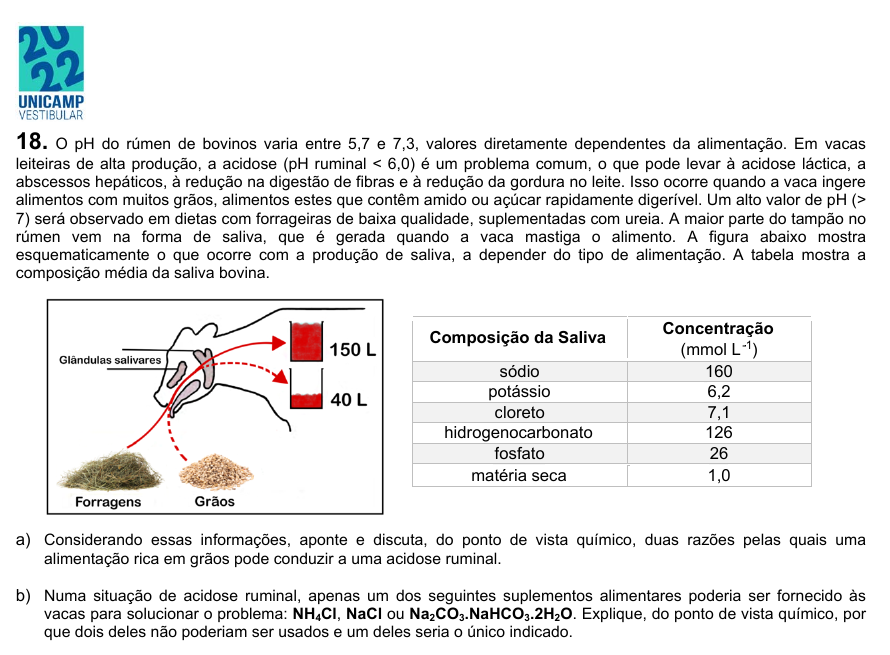 2022
UNICAMP
VESTIBULAR
18. O pH do rúmen de bovinos varia entre 5,7 e 7,3, valores diretamente dependentes da alimentação. Em vacas
leiteiras de alta produção, a acidose (pH ruminal < 6,0) é um problema comum, o que pode levar à acidose láctica, a
abscessos hepáticos, à redução na digestão de fibras e à redução da gordura no leite. Isso ocorre quando a vaca ingere
alimentos com muitos grãos, alimentos estes que contêm amido ou açúcar rapidamente digerível. Um alto valor de pH (>
7) será observado em dietas com forrageiras de baixa qualidade, suplementadas com ureia. A maior parte do tampão no
rúmen vem na forma de saliva, que é gerada quando a vaca mastiga o alimento. A figura abaixo mostra
esquematicamente o que ocorre com a produção de saliva, a depender do tipo de alimentação. A tabela mostra a
composição média da saliva bovina.
Glândulas salivares
150 L
40 L
Forragens Grãos
Composição da Saliva Concentração
(mmol L⁻¹)
sódio 160
potássio 6,2
cloreto 7,1
hidrogenocarbonato 126
fosfato 26
matéria seca 1,0
a) Considerando essas informações, aponte e discuta, do ponto de vista químico, duas razões pelas quais uma
alimentação rica em grãos pode conduzir a uma acidose ruminal.
b) Numa situação de acidose ruminal, apenas um dos seguintes suplementos alimentares poderia ser fornecido às
vacas para solucionar o problema: NH₄Cl, NaCl ou Na₂CO₃.NaHCO₃.2H₂O. Explique, do ponto de vista químico, por
que dois deles não poderiam ser usados e um deles seria o único indicado.